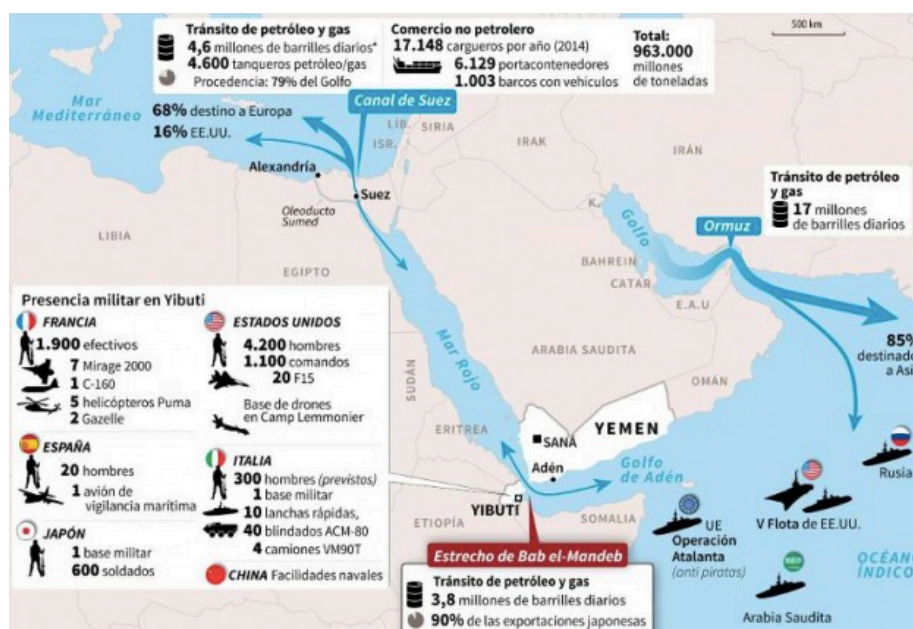 Tránsito de petróleo y gas
4,6 millones de barrilles diarios*
4.600 tanqueros petróleo/gas
Procedencia: 79% del Golfo
Comercio no petrolero
17.148 cargueros por año (2014)
6.129 portacontenedores
1.003 barcos con vehículos
Total:
963.000
millones
de toneladas
500 km
Mar
Mediterráneo
68% destino a Europa
16% EE.UU.
Canal de Suez
LÍB.
SIRIA
ISR.
IRAK
IRÁN
Alexandría
Suez
Oleoducto
Sumed
LIBIA
EGIPTO
K.
Golfo
Ormuz
Tránsito de petróleo
y gas
17 millones
de barrilles diarios
BAHREIN
CATAR
E.A.U
ARABIA SAUDITA
OMÁN
85%
destinado
a Asi
Mar Rojo
SUDÁN
ERITREA
ETIOPÍA
YEMEN
SANÁ
Adén
Golfo
de Adén
YIBUTI
SOMALIA
Presencia militar en Yibuti
FRANCIA
1.900 efectivos
7 Mirage 2000
1 C-160
5 helicópteros Puma
2 Gazelle
ESPAÑA
20 hombres
1 avión de
vigilancia marítima
JAPÓN
1 base militar
600 soldados
ESTADOS UNIDOS
4.200 hombres
1.100 comandos
20 F15
Base de drones
en Camp Lemmonier
ITALIA
300 hombres (previstos)
1 base militar
10 lanchas rápidas,
40 blindados ACM-80
4 camiones VM90T
CHINA Facilidades navales
Estrecho de Bab el-Mandeb
Tránsito de petróleo y gas
3,8 millones de barrilles diarios
90% de las exportaciones japonesas
UE
Operación
Atalanta
(anti piratas)
V Flota de EE.UU.
Rusia
Arabia Saudita
OCÉANO
ÍNDICO